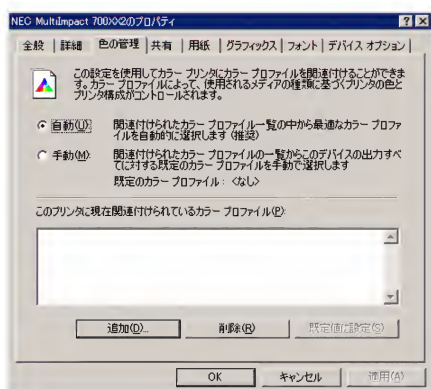 NEC MultiImpact 700XX2のプロパティ
全般 詳細 色の管理 共有 用紙 グラフィックス フォント デバイス オプション
この設定を使用してカラー プリンタにカラー プロファイルを関連付けることができま
す。カラー プロファイルによって、使用されるメディアの種類に基づくプリンタの色と
プリンタ構成がコントロールされます。
自動(U): 関連付けられたカラー プロファイル一覧の中から最適なカラー プロファ
イルを自動的に選択します (推奨)
手動(M): 関連付けられたカラー プロファイルの一覧からこのデバイスの出力すべ
てに対する既定のカラー プロファイルを手動で選択します
既定のカラー プロファイル: <なし>
このプリンタに現在関連付けられているカラー プロファイル(P):
追加(D)... 削除(R) 既定値に設定(S)
OK キャンセル 適用(A)